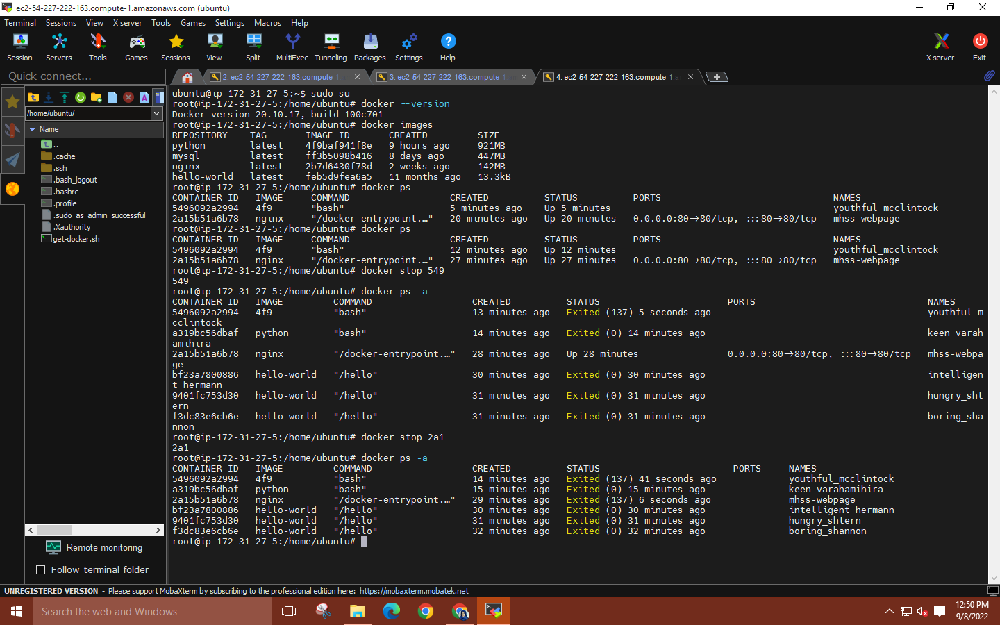 ec2-54-227-222-163.compute-1.amazonaws.com (ubuntu)
Terminal Sessions View X server Tools Games Settings Macros Help
Session Servers Tools Games Sessions View Split MultiExec Tunneling Packages Settings Help X server Exit
Quick connect...
2. ec2-54-227-222-163.compute-1 3. ec2-54-227-222-163.compute-1 4. ec2-54-227-222-163.compute-1.a
/home/ubuntu/
Name
..
.cache
.ssh
.bash_logout
.bashrc
.profile
.sudo_as_admin_successful
.Xauthority
get-docker.sh
Remote monitoring
Follow terminal folder
ubuntu@ip-172-31-27-5:~$ sudo su
root@ip-172-31-27-5:/home/ubuntu# docker --version
Docker version 20.10.17, build 100c701
root@ip-172-31-27-5:/home/ubuntu# docker images
REPOSITORY TAG IMAGE ID CREATED SIZE
python latest 4f9baf941f8e 9 hours ago 921MB
mysql latest ff3b5098b416 8 days ago 447MB
nginx latest 2b7d6430f78d 2 weeks ago 142MB
hello-world latest feb5d9fea6a5 11 months ago 13.3kB
root@ip-172-31-27-5:/home/ubuntu# docker ps
CONTAINER ID IMAGE COMMAND CREATED STATUS PORTS NAMES
5496092a2994 4f9 "bash" 5 minutes ago Up 5 minutes youthful_mcclintock
2a15b51a6b78 nginx "/docker-entrypoint.…" 20 minutes ago Up 20 minutes 0.0.0.0:80→80/tcp, :::80→80/tcp mhss-webpage
root@ip-172-31-27-5:/home/ubuntu# docker ps
CONTAINER ID IMAGE COMMAND CREATED STATUS PORTS NAMES
5496092a2994 4f9 "bash" 12 minutes ago Up 12 minutes youthful_mcclintock
2a15b51a6b78 nginx "/docker-entrypoint.…" 27 minutes ago Up 27 minutes 0.0.0.0:80→80/tcp, :::80→80/tcp mhss-webpage
root@ip-172-31-27-5:/home/ubuntu# docker stop 549
549
root@ip-172-31-27-5:/home/ubuntu# docker ps -a
CONTAINER ID IMAGE COMMAND CREATED STATUS PORTS NAMES
5496092a2994 4f9 "bash" 13 minutes ago Exited (137) 5 seconds ago youthful_m
cclintock
a319bc56dbaf python "bash" 14 minutes ago Exited (0) 14 minutes ago keen_varah
amihira
2a15b51a6b78 nginx "/docker-entrypoint.…" 28 minutes ago Up 28 minutes 0.0.0.0:80→80/tcp, :::80→80/tcp mhss-webpa
ge
bf23a7800886 hello-world "/hello" 30 minutes ago Exited (0) 30 minutes ago intelligen
t_hermann
9401fc753d30 hello-world "/hello" 31 minutes ago Exited (0) 31 minutes ago hungry_sht
ern
f3dc83e6cb6e hello-world "/hello" 31 minutes ago Exited (0) 31 minutes ago boring_sha
nnon
root@ip-172-31-27-5:/home/ubuntu# docker stop 2a1
2a1
root@ip-172-31-27-5:/home/ubuntu# docker ps -a
CONTAINER ID IMAGE COMMAND CREATED STATUS PORTS NAMES
5496092a2994 4f9 "bash" 14 minutes ago Exited (137) 41 seconds ago youthful_mcclintock
a319bc56dbaf python "bash" 15 minutes ago Exited (0) 15 minutes ago keen_varahamihira
2a15b51a6b78 nginx "/docker-entrypoint.…" 29 minutes ago Exited (137) 6 seconds ago mhss-webpage
bf23a7800886 hello-world "/hello" 30 minutes ago Exited (0) 30 minutes ago intelligent_hermann
9401fc753d30 hello-world "/hello" 31 minutes ago Exited (0) 31 minutes ago hungry_shtern
f3dc83e6cb6e hello-world "/hello" 32 minutes ago Exited (0) 32 minutes ago boring_shannon
root@ip-172-31-27-5:/home/ubuntu#
UNREGISTERED VERSION - Please support MobaXterm by subscribing to the professional edition here: https://mobaxterm.mobatek.net
Search the web and Windows
12:50 PM
9/8/2022